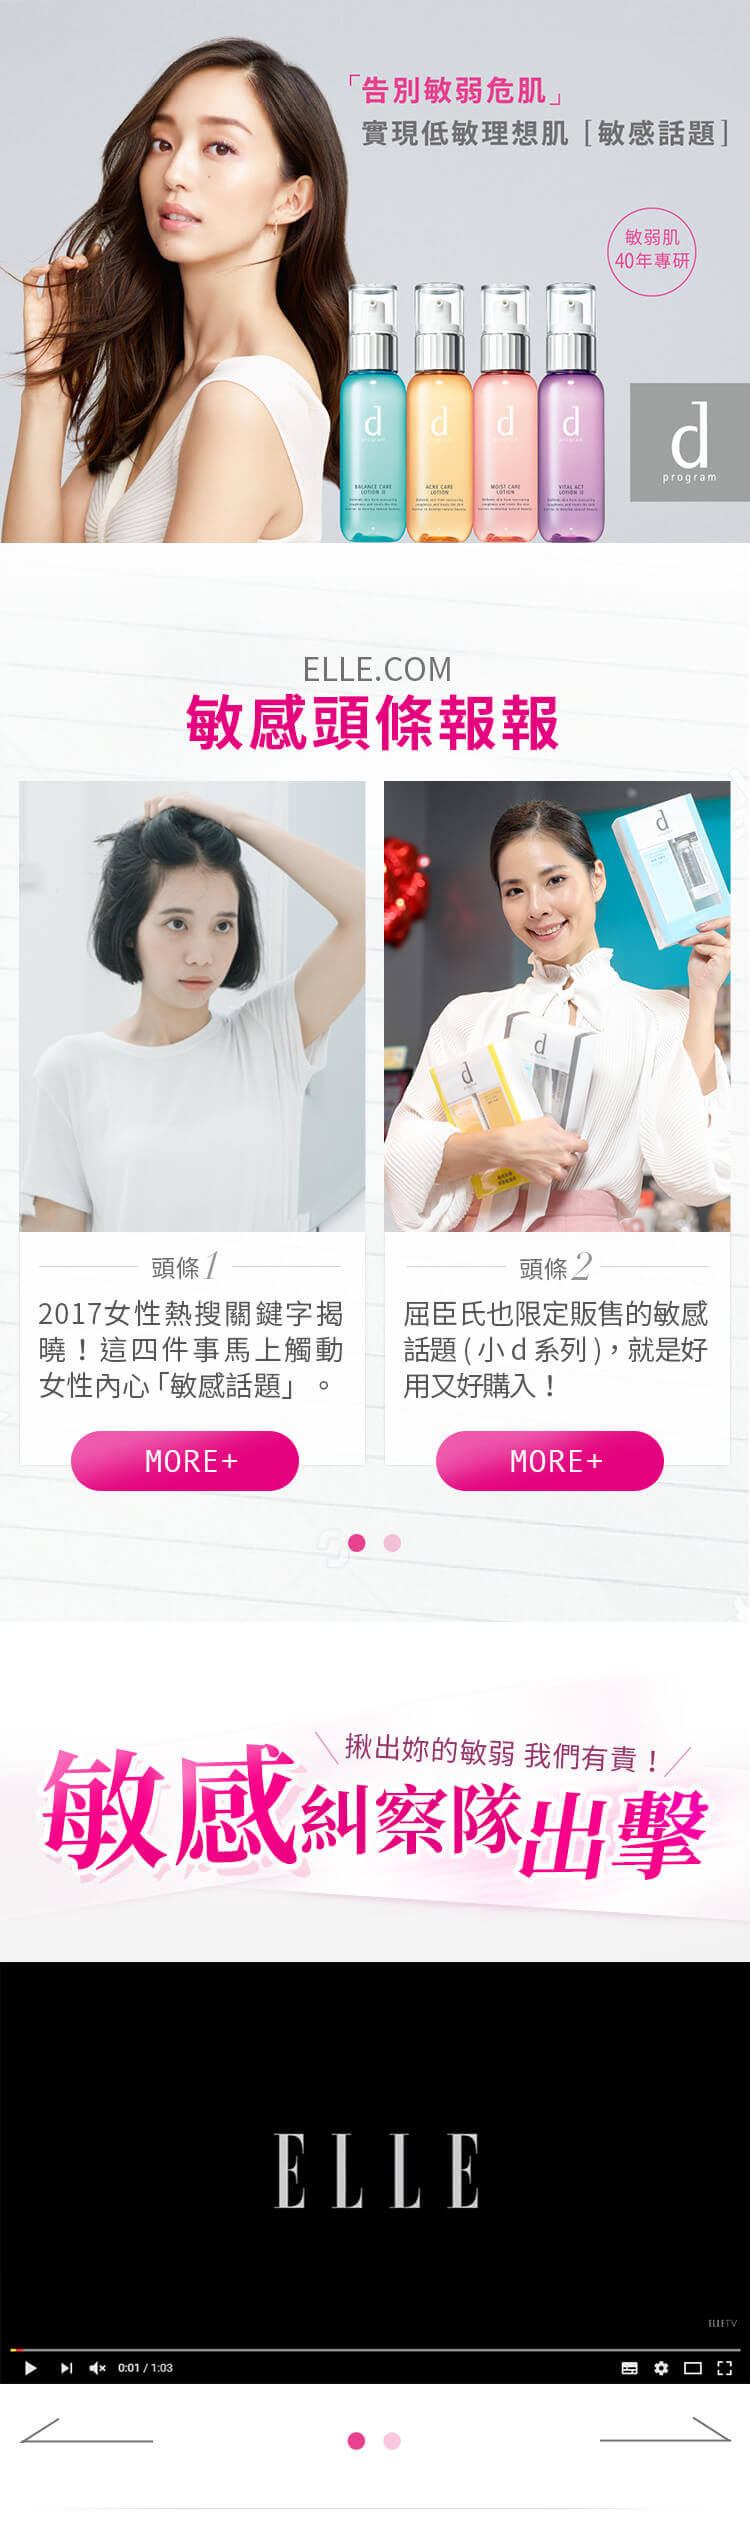 「告別敏弱危肌」
實現低敏理想肌［敏感話題］
敏弱肌
40年專研
d
program
d
program
BALANCE CARE
LOTION II
d
program
ACNE CARE
LOTION
d
program
MOIST CARE
LOTION
d
program
VITAL ACT
LOTION II
ELLE.COM
敏感頭條報報
d
d
program
d
program
頭條1
2017女性熱搜關鍵字揭
曉！這四件事馬上觸動
女性內心「敏感話題」。
MORE+
頭條2
屈臣氏也限定販售的敏感
話題(小d系列)，就是好
用又好購入！
MORE+
揪出妳的敏弱 我們有責！
敏感糾察隊出擊
ELLE
ELLETV
0:01 / 1:03